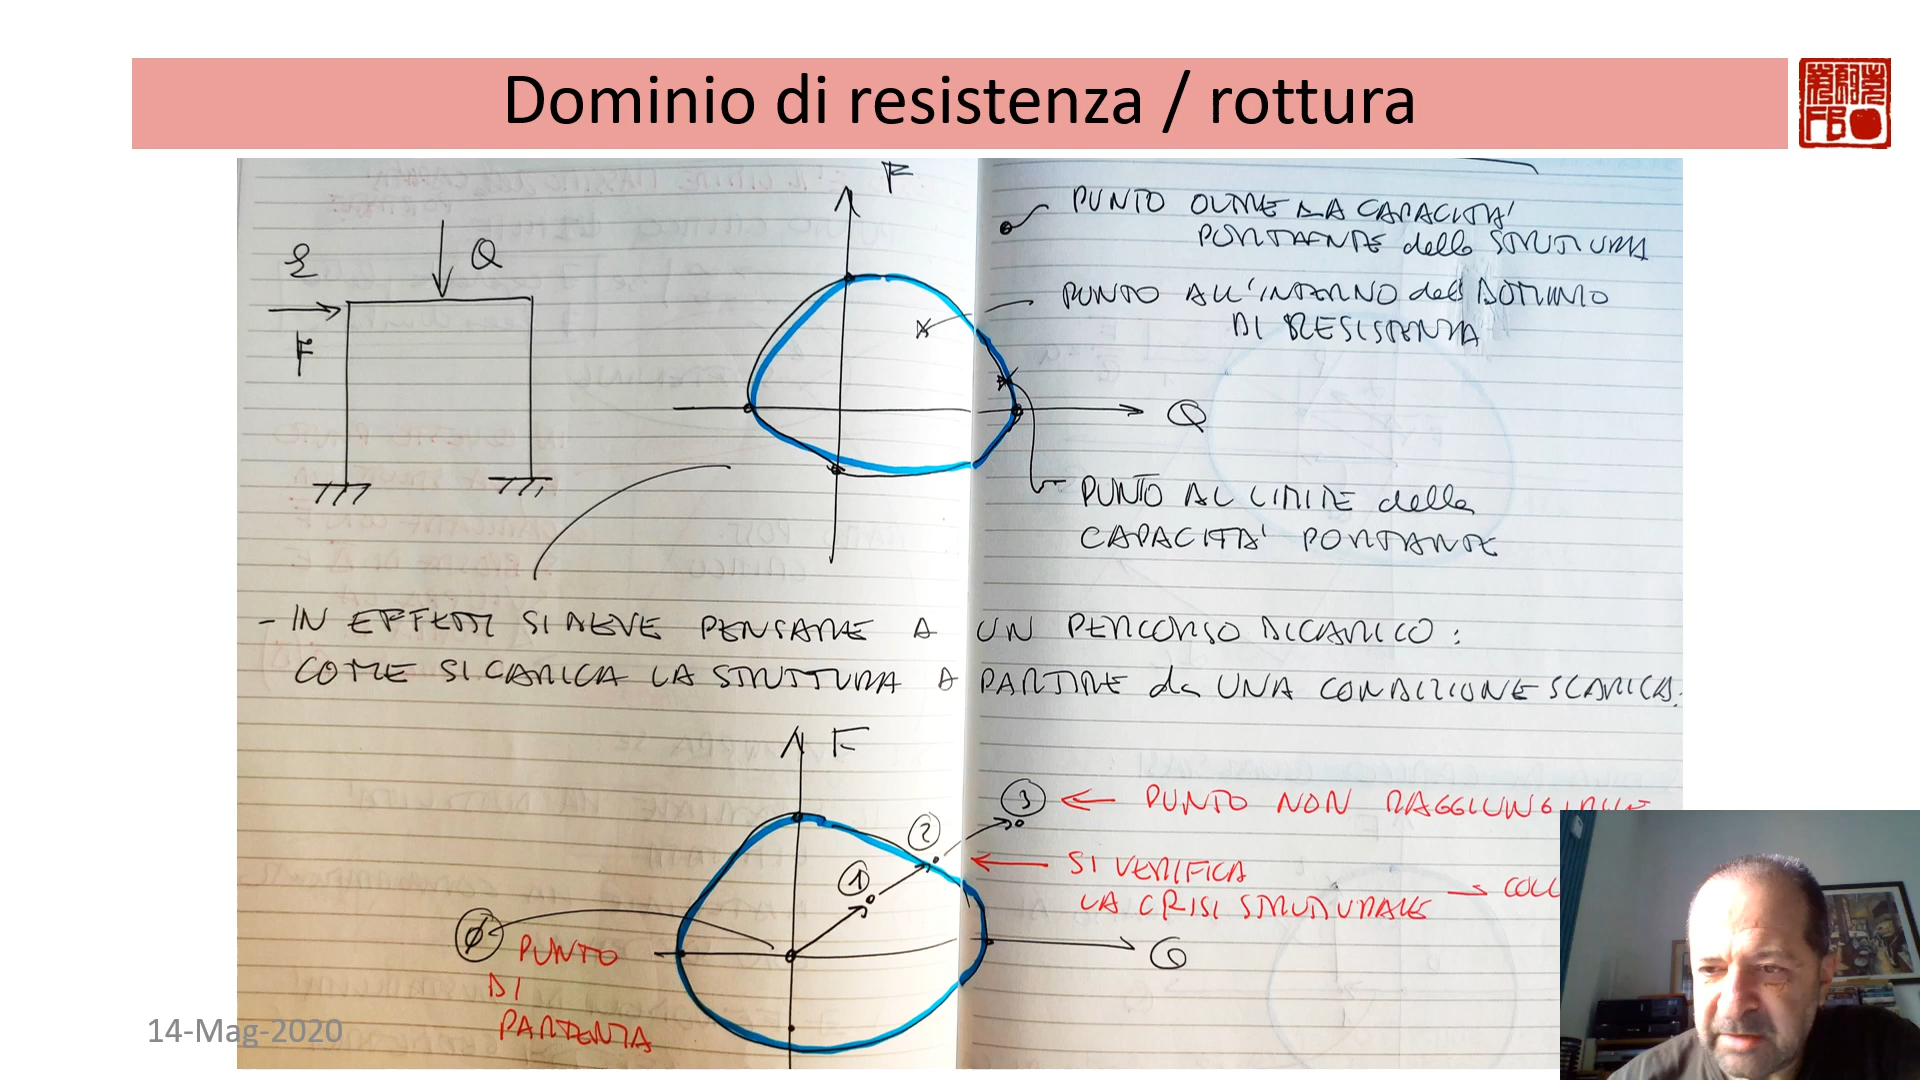 Dominio di resistenza / rottura
FB
F
PUNTO OLTRE LA CAPACITA'
PORTANTE della STRUTTURA
Q
F
PUNTO ALL'INTERNO del DOMINIO
DI RESISTENZA
Q
PUNTO AL LIMITE della
CAPACITA' PORTANTE
- IN EFFETTI SI DEVE PENSARE A UN PERCORSO DI CARICO :
COME SI CARICA LA STRUTTURA A PARTIRE da UNA CONDIZIONE SCARICA.
F
3 ← PUNTO NON RAGGIUNGIBILE
2
1
← SI VERIFICA
LA CRISI STRUTTURALE → COLL
Ø PUNTO
DI
PARTENZA
Q
14-Mag-2020